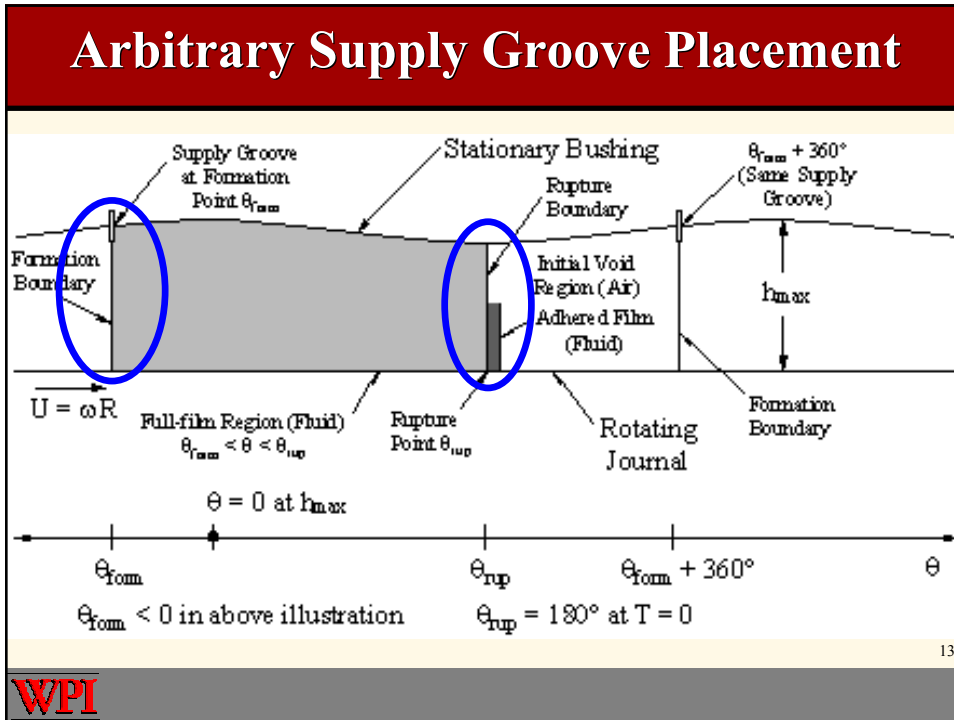 Arbitrary Supply Groove Placement
Supply Groove
at Formation
Point θform
Stationary Bushing
θform + 360°
(Same Supply
Groove)
Rupture
Boundary
Formation
Boundary
Initial Void
Region (Air)
hmax
Adhered Film
(Fluid)
U = ωR
Full-film Region (Fluid)
θform < θ < θrup
Rupture
Point θrup
Rotating
Journal
Formation
Boundary
θ = 0 at hmax
θform
θrup
θform + 360°
θ
θform < 0 in above illustration
θrup = 180° at T = 0
13
WPI